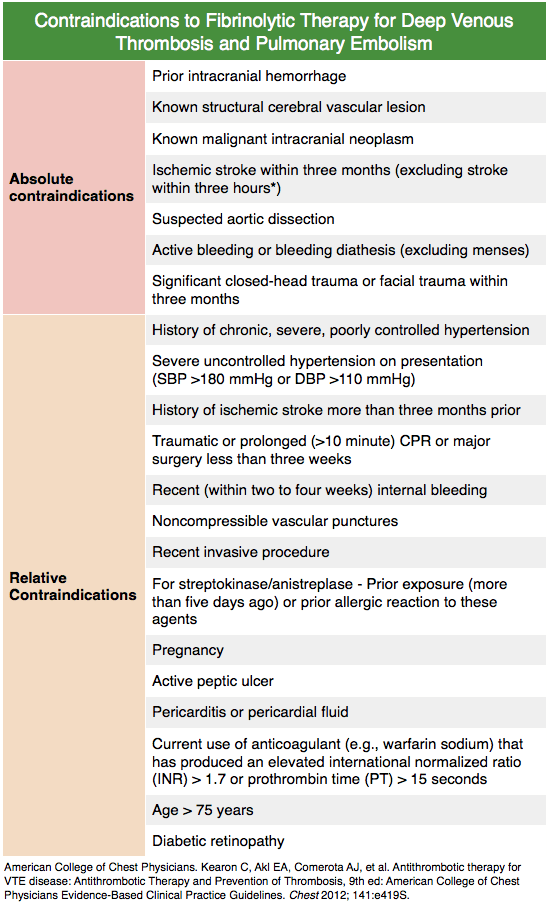 Contraindications to Fibrinolytic Therapy for Deep Venous
Thrombosis and Pulmonary Embolism
Absolute
contraindications
Prior intracranial hemorrhage
Known structural cerebral vascular lesion
Known malignant intracranial neoplasm
Ischemic stroke within three months (excluding stroke
within three hours*)
Suspected aortic dissection
Active bleeding or bleeding diathesis (excluding menses)
Significant closed-head trauma or facial trauma within
three months
Relative
Contraindications
History of chronic, severe, poorly controlled hypertension
Severe uncontrolled hypertension on presentation
(SBP >180 mmHg or DBP >110 mmHg)
History of ischemic stroke more than three months prior
Traumatic or prolonged (>10 minute) CPR or major
surgery less than three weeks
Recent (within two to four weeks) internal bleeding
Noncompressible vascular punctures
Recent invasive procedure
For streptokinase/anistreplase - Prior exposure (more
than five days ago) or prior allergic reaction to these
agents
Pregnancy
Active peptic ulcer
Pericarditis or pericardial fluid
Current use of anticoagulant (e.g., warfarin sodium) that
has produced an elevated international normalized ratio
(INR) > 1.7 or prothrombin time (PT) > 15 seconds
Age > 75 years
Diabetic retinopathy
American College of Chest Physicians. Kearon C, Akl EA, Comerota AJ, et al. Antithrombotic therapy for
VTE disease: Antithrombotic Therapy and Prevention of Thrombosis, 9th ed: American College of Chest
Physicians Evidence-Based Clinical Practice Guidelines. Chest 2012; 141:e419S.